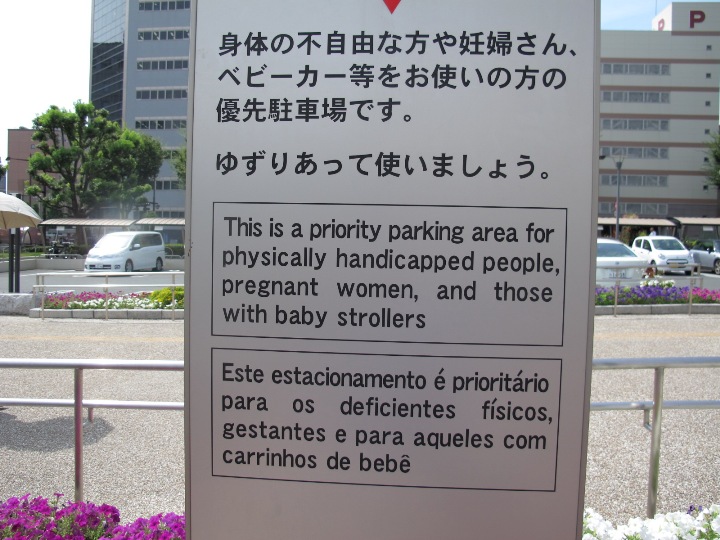 身体の不自由な方や妊婦さん、
ベビーカー等をお使いの方の
優先駐車場です。
ゆずりあって使いましょう。
This is a priority parking area for
physically handicapped people,
pregnant women, and those
with baby strollers
Este estacionamento é prioritário
para os deficientes físicos,
gestantes e para aqueles com
carrinhos de bebê
P